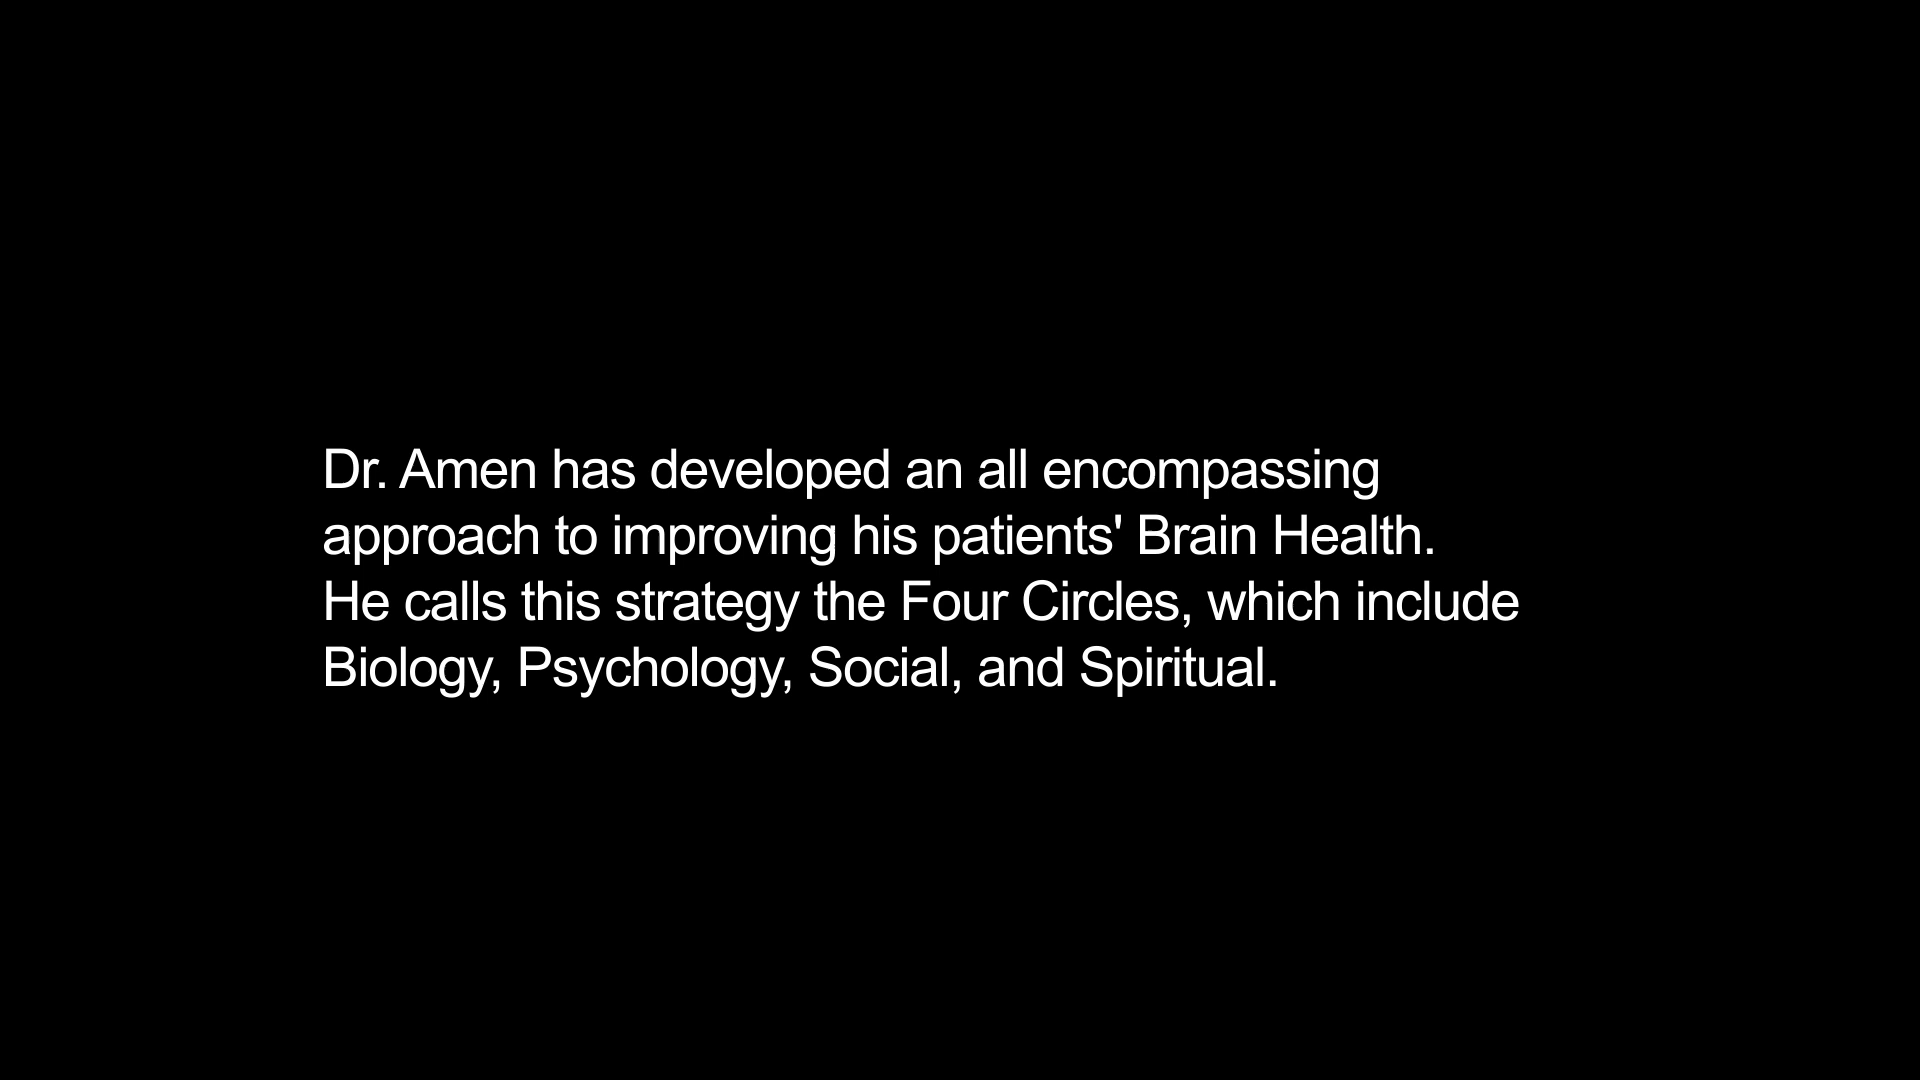 Dr. Amen has developed an all encompassing
approach to improving his patients' Brain Health.
He calls this strategy the Four Circles, which include
Biology, Psychology, Social, and Spiritual.